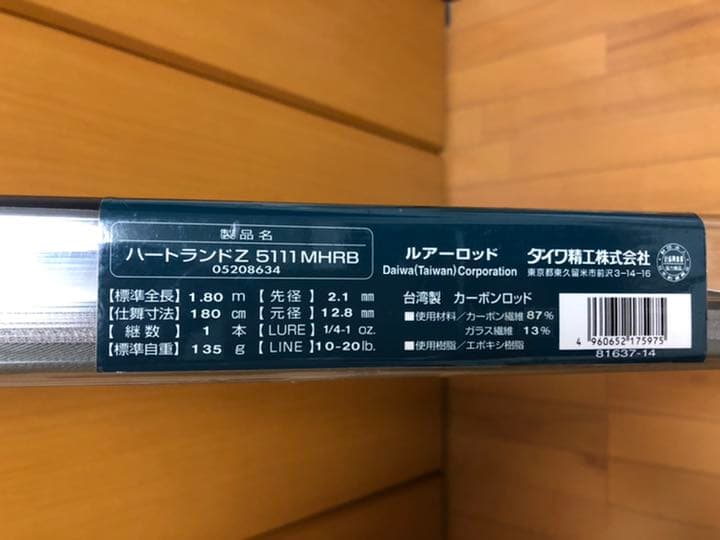 製品名
ハートランドZ 5111MHRB
05208634
【標準全長】1.80 m 【先径】2.1 mm
【仕舞寸法】180 cm 【元径】12.8 mm
【継数】1 本 【LURE】1/4-1 oz.
【標準自重】135 g 【LINE】10-20lb.
ルアーロッド
Daiwa(Taiwan)Corporation
台湾製 カーボンロッド
■使用材料/カーボン繊維 87%
ガラス繊維 13%
■使用樹脂/エポキシ樹脂
ダイワ精工株式会社
東京都東久留米市前沢3-14-16
4 960652 175975
81637-14